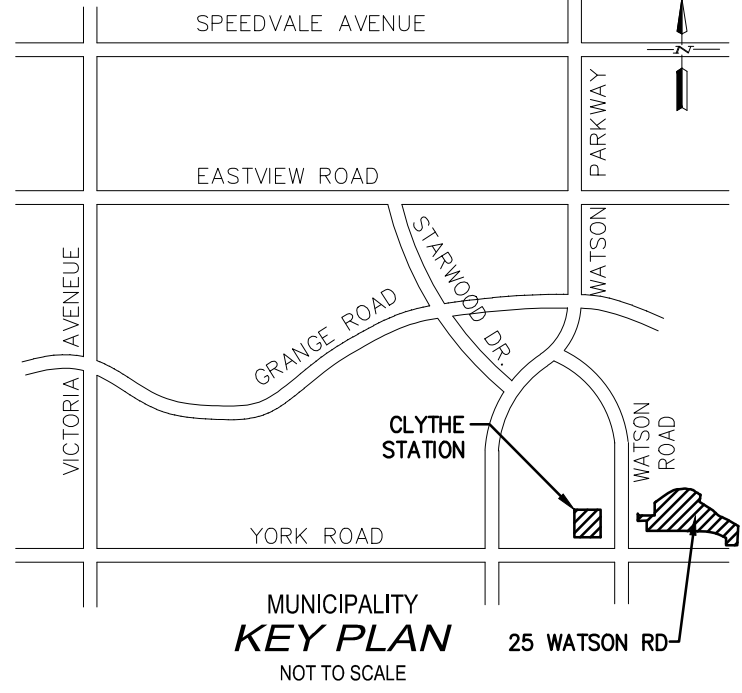 SPEEDVALE AVENUE
N
PARKWAY
WATSON
EASTVIEW ROAD
STARWOOD DR.
GRANGE ROAD
VICTORIA AVENEUE
CLYTHE
STATION
WATSON
ROAD
YORK ROAD
25 WATSON RD
MUNICIPALITY
KEY PLAN
NOT TO SCALE